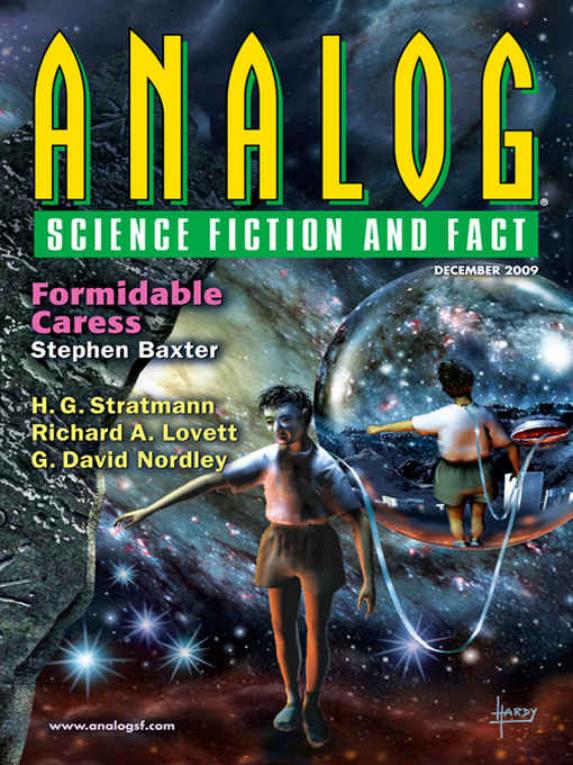 ANALOG
SCIENCE FICTION AND FACT
DECEMBER 2009
Formidable
Caress
Stephen Baxter
H. G. Stratmann
Richard A. Lovett
G. David Nordley
www.analogsf.com
HARDY